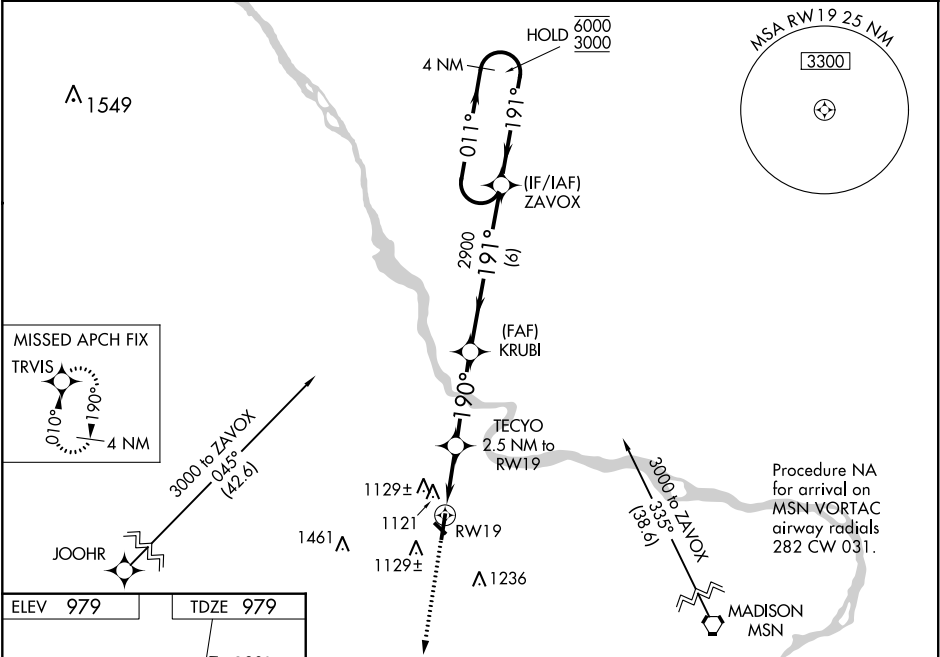 MSA RW19 25 NM
3300
HOLD 6000
3000
4 NM
1549
011°
191°
(IF/IAF)
ZAVOX
2900
191°
(6)
(FAF)
KRUBI
190°
MISSED APCH FIX
TRVIS
010°
190°
4 NM
3000 to ZAVOX
045°
(42.6)
JOOHR
TECYO
2.5 NM to
RW19
1129±
1121
RW19
1461
1129±
1236
3000 to ZAVOX
335°
(38.6)
MADISON
MSN
Procedure NA
for arrival on
MSN VORTAC
airway radials
282 CW 031.
ELEV 979
TDZE 979